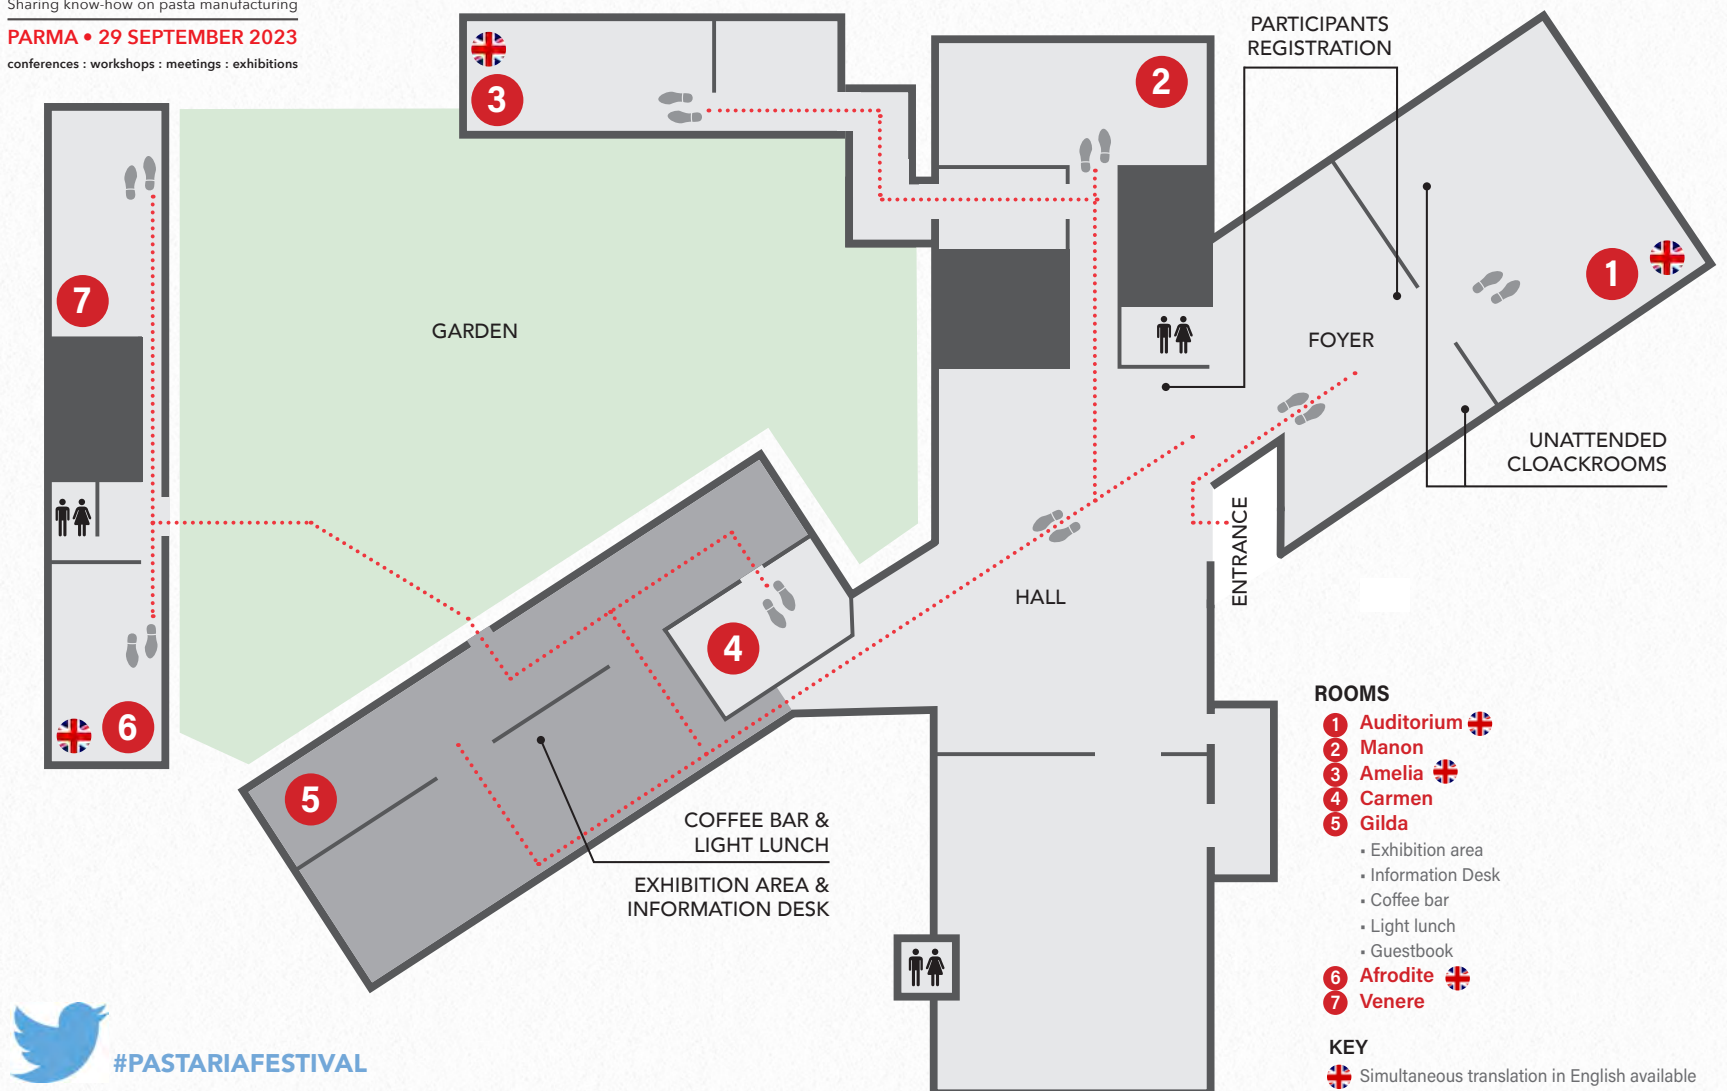 Sharing know-how on pasta manufacturing
PARMA • 29 SEPTEMBER 2023
conferences : workshops : meetings : exhibitions
3
2
PARTICIPANTS
REGISTRATION
1
7
GARDEN
FOYER
UNATTENDED
CLOACKROOMS
ENTRANCE
HALL
4
6
5
COFFEE BAR &
LIGHT LUNCH
EXHIBITION AREA &
INFORMATION DESK
ROOMS
1 Auditorium
2 Manon
3 Amelia
4 Carmen
5 Gilda
• Exhibition area
• Information Desk
• Coffee bar
• Light lunch
• Guestbook
6 Afrodite
7 Venere
KEY
Simultaneous translation in English available
#PASTARIAFESTIVAL